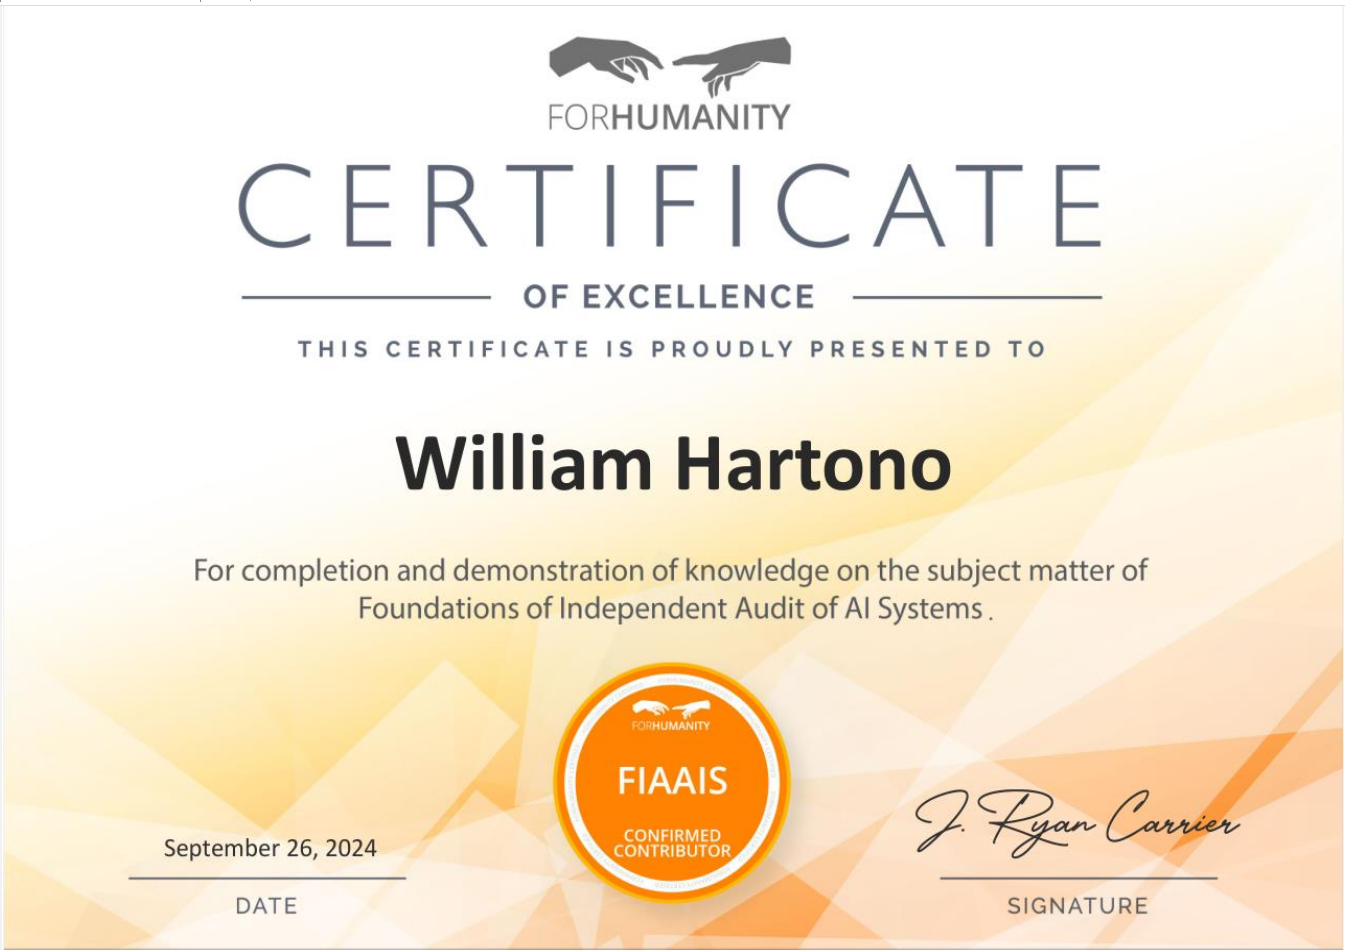 FORHUMANITY
CERTIFICATE
OF EXCELLENCE
THIS CERTIFICATE IS PROUDLY PRESENTED TO
William Hartono
For completion and demonstration of knowledge on the subject matter of
Foundations of Independent Audit of AI Systems .
FORHUMANITY
FIAAIS
CONFIRMED
CONTRIBUTOR
September 26, 2024
DATE
J. Ryan Carrier
SIGNATURE